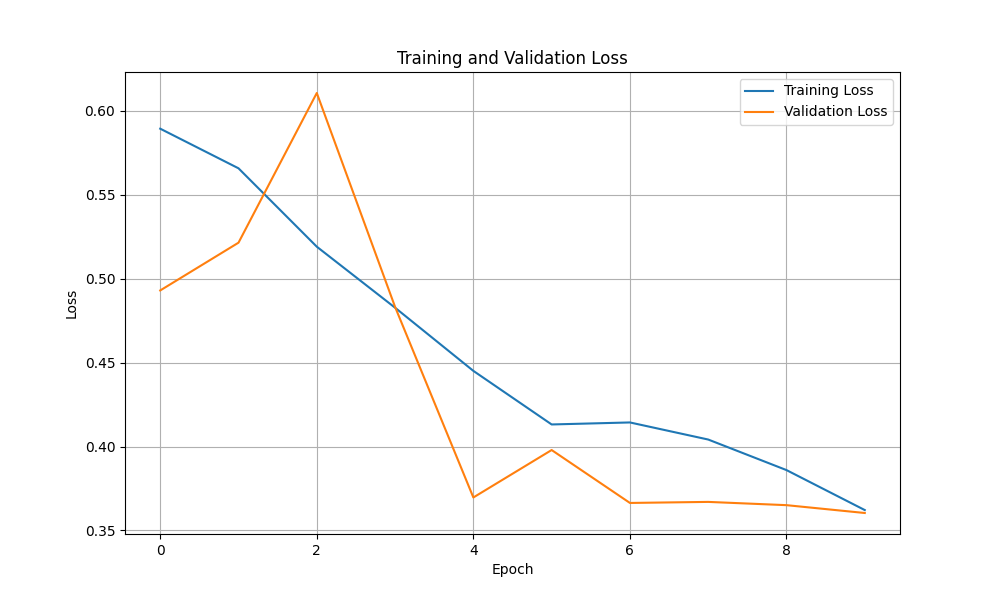 Training and Validation Loss
Training Loss
Validation Loss
0.60
0.55
0.50
0.45
0.40
0.35
Loss
0 2 4 6 8
Epoch